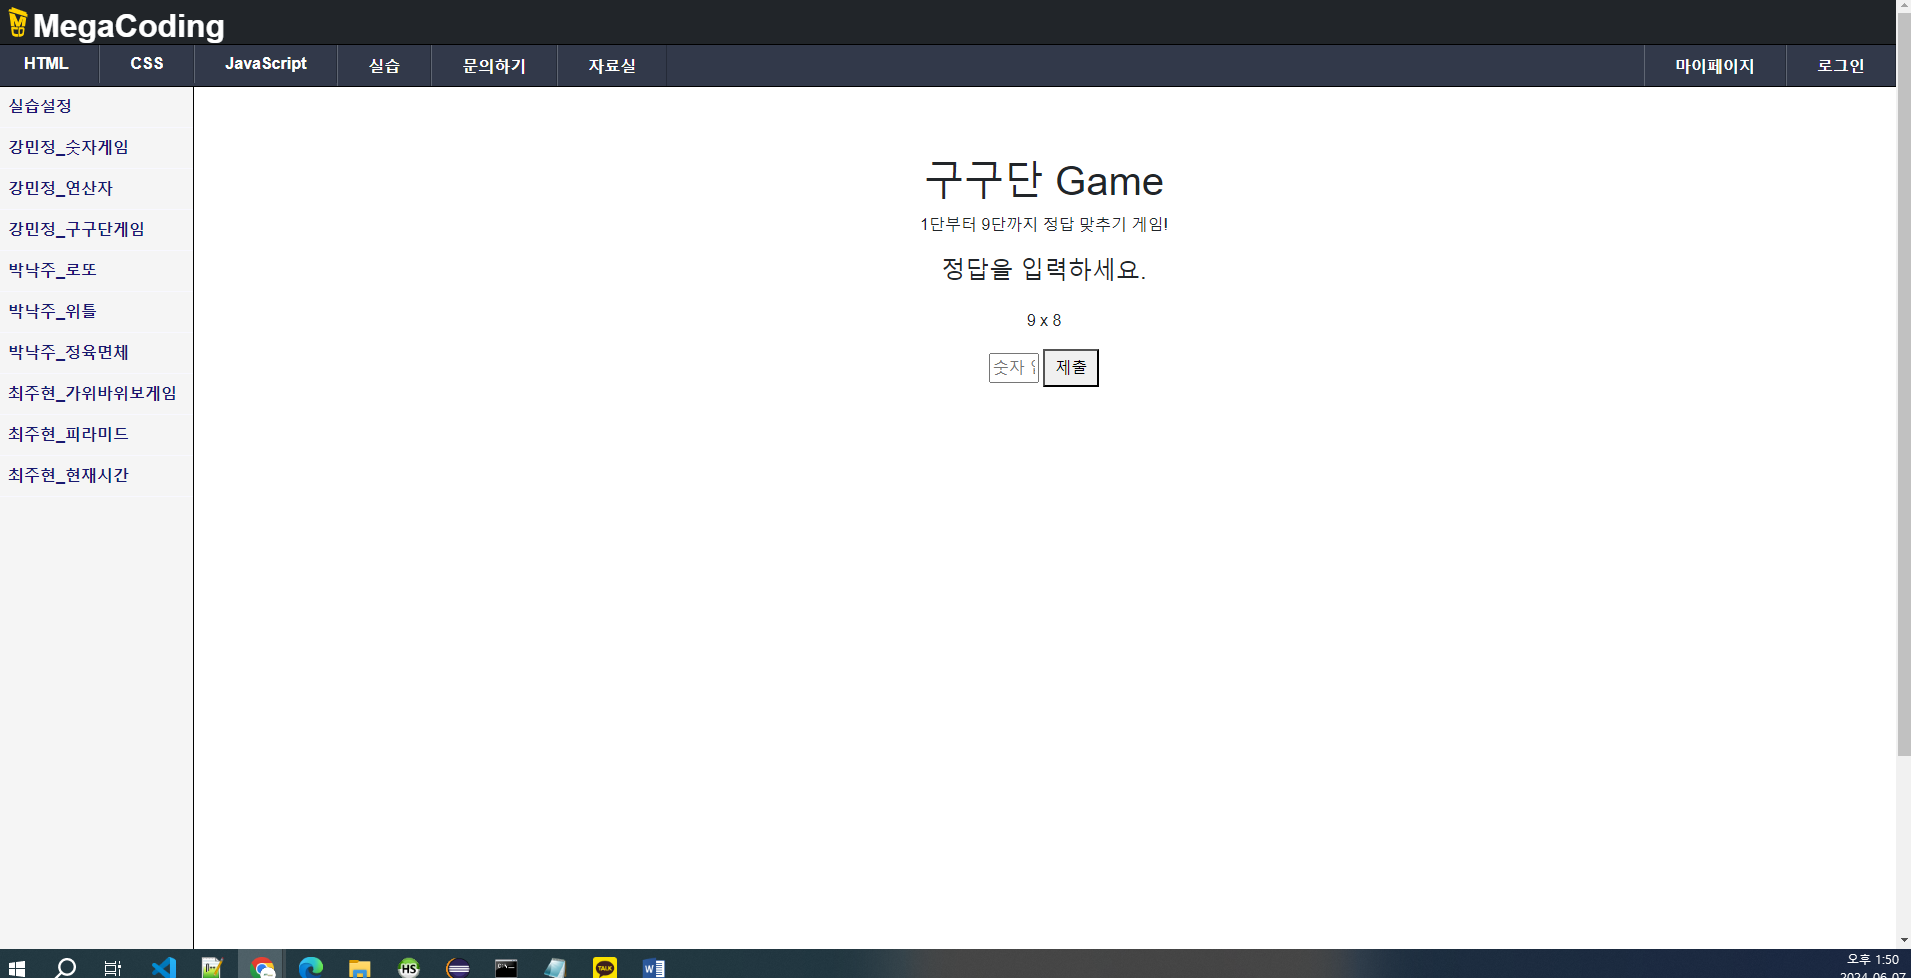 MegaCoding
HTML CSS JavaScript 실습 문의하기 자료실 마이페이지 로그인
실습설정
강민정_숫자게임
강민정_연산자
강민정_구구단게임
박낙주_로또
박낙주_위틀
박낙주_정육면체
최주현_가위바위보게임
최주현_피라미드
최주현_현재시간
구구단 Game
1단부터 9단까지 정답 맞추기 게임!
정답을 입력하세요.
9 x 8
숫자 제출
HS TALK
오후 1:50
2024-06-07